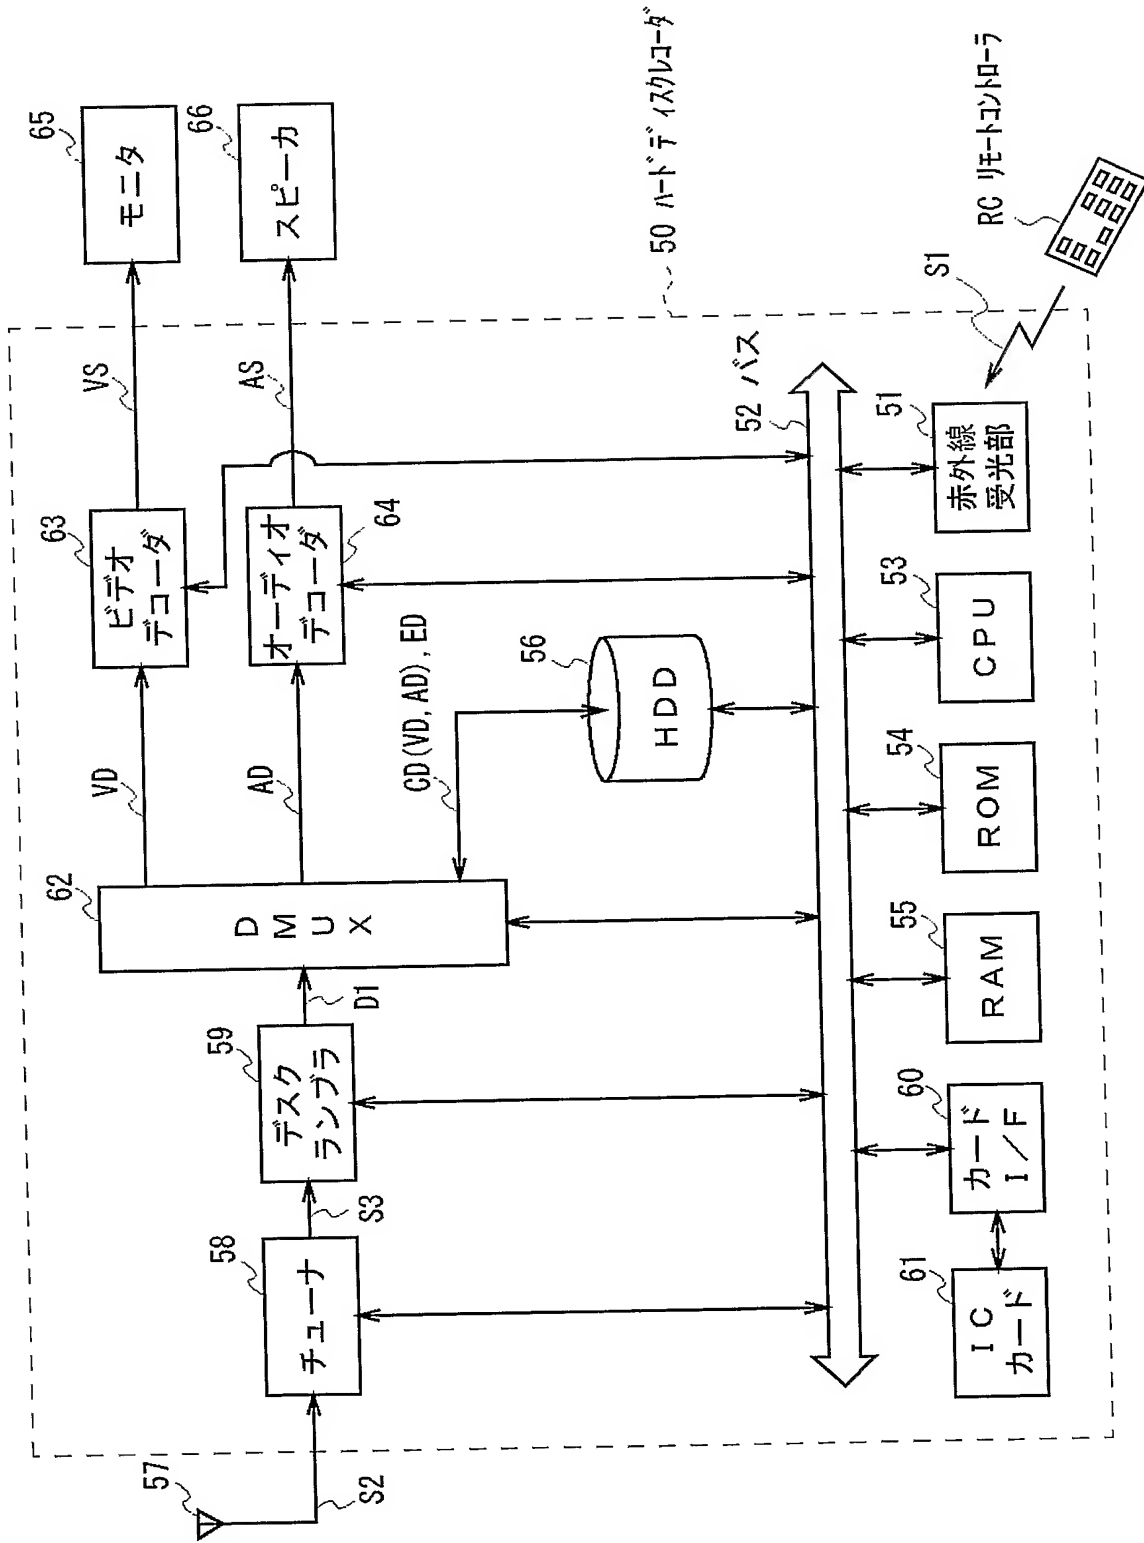 57
S2
58
チューナ
S3
59
デスク
ランブラ
D1
62
DMUX
VD
AD
CD(VD, AD), ED
63
ビデオ
デコーダ
64
オーディオ
デコーダ
VS
AS
65
モニタ
66
スピーカ
56
HDD
52 バス
50 ハードディスクレコーダ
61
IC
カード
60
カード
I/F
55
RAM
54
ROM
53
CPU
51
赤外線
受光部
S1
RC リモートコントローラ